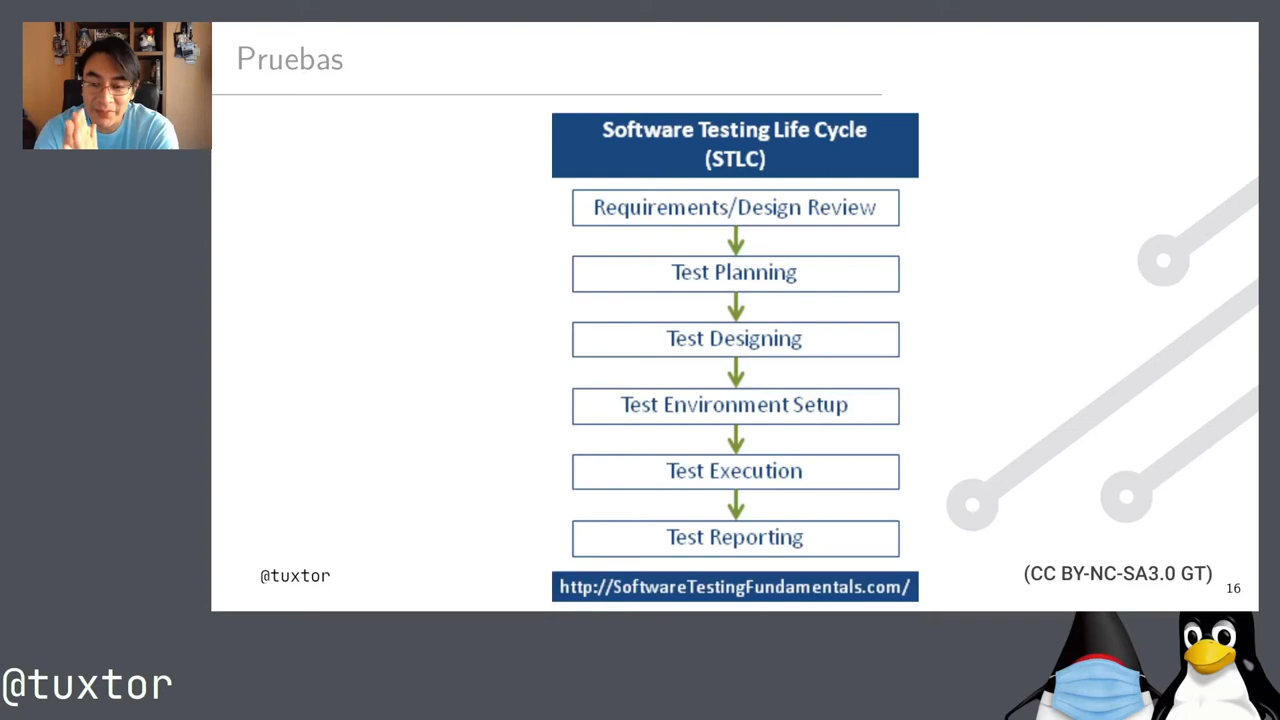 Pruebas
Software Testing Life Cycle
(STLC)
Requirements/Design Review
Test Planning
Test Designing
Test Environment Setup
Test Execution
Test Reporting
http://SoftwareTestingFundamentals.com/
@tuxtor
(CC BY-NC-SA3.0 GT)
16
@tuxtor